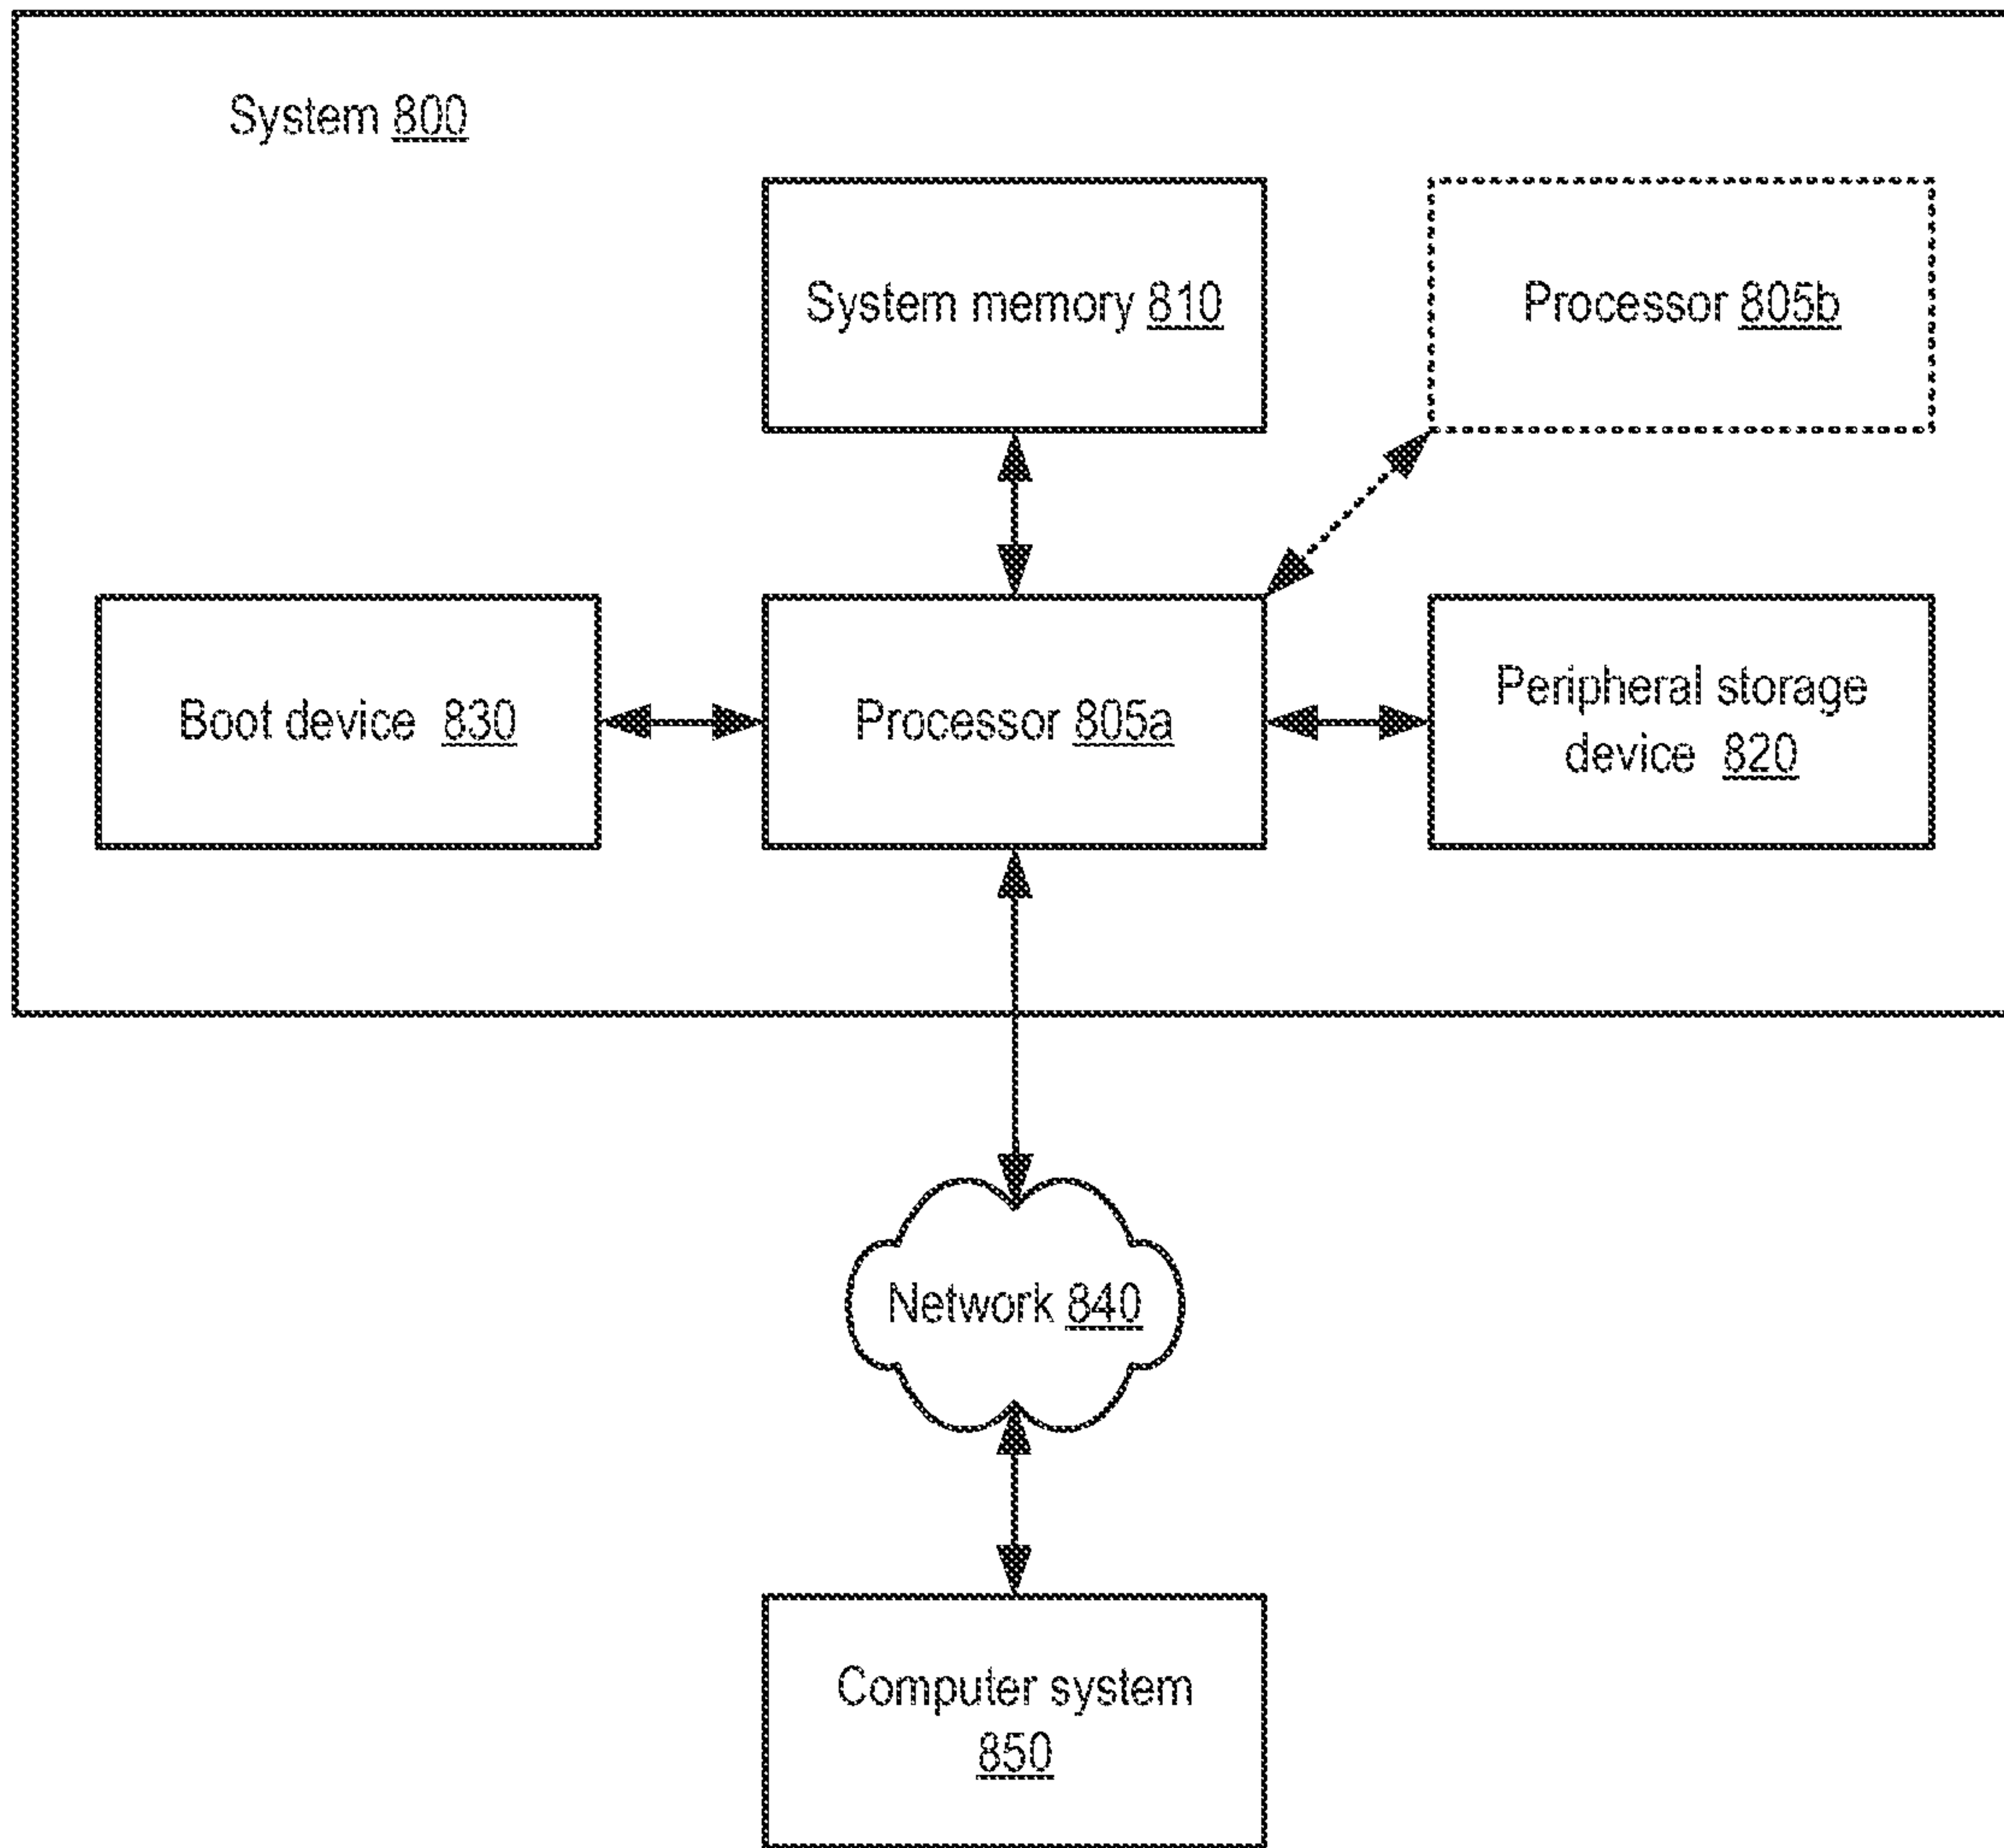 System 800
System memory 810
Processor 805b
Boot device 830
Processor 805a
Peripheral storage
device 820
Network 840
Computer system
850